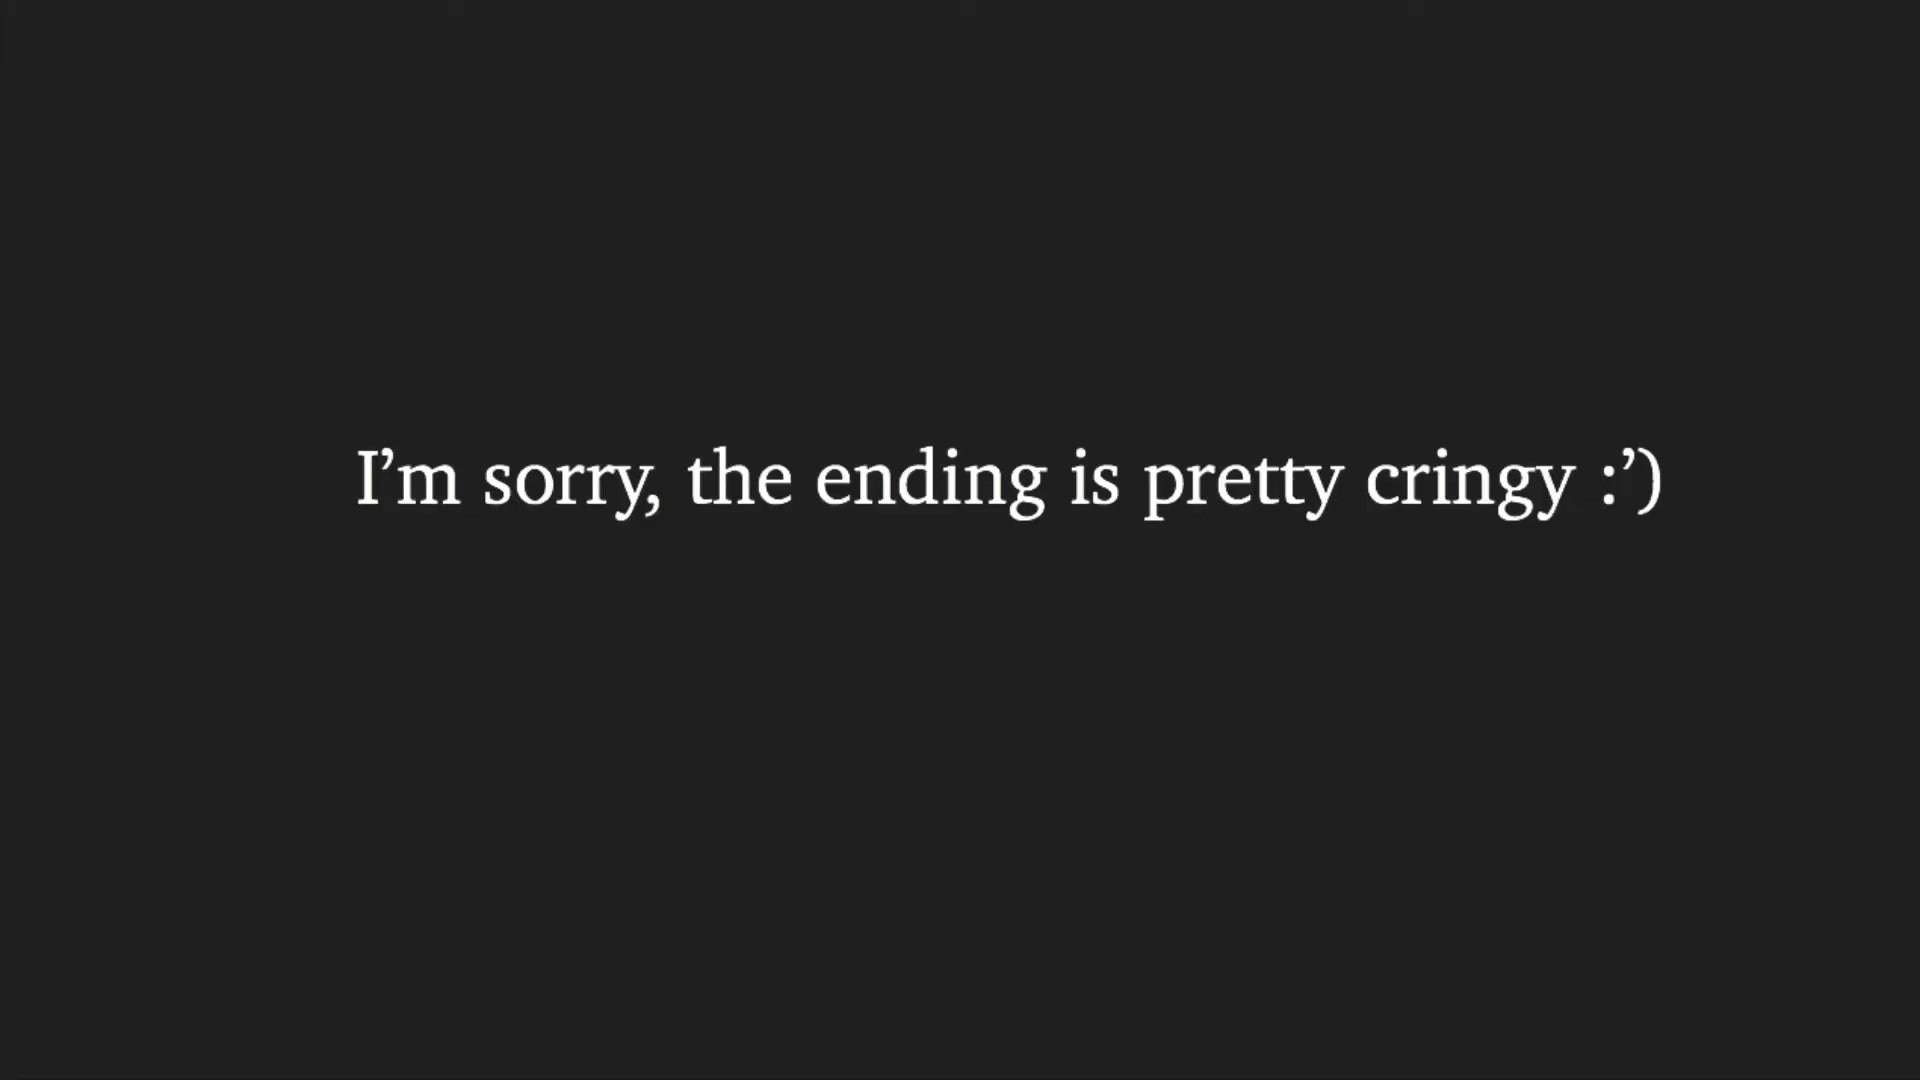 I’m sorry, the ending is pretty cringy :’)